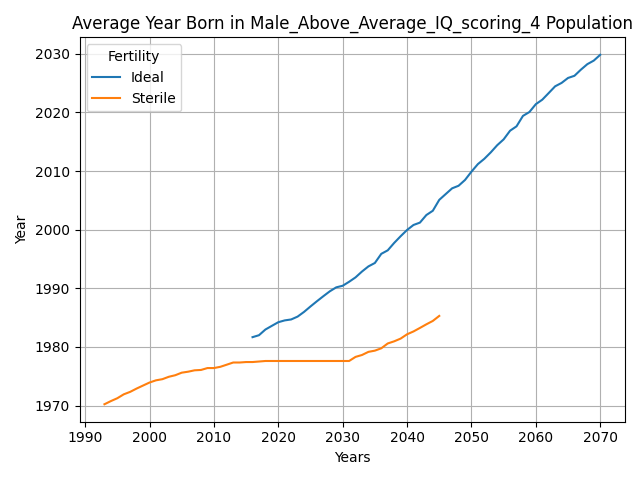 Average Year Born in Male_Above_Average_IQ_scoring_4 Population
Fertility
Ideal
Sterile
Year
2030
2020
2010
2000
1990
1980
1970
1990 2000 2010 2020 2030 2040 2050 2060 2070
Years